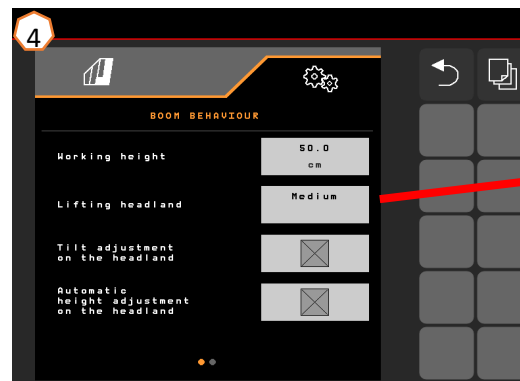 4
BOOM BEHAVIOUR
Working height
50.0
cm
Lifting headland
Medium
Tilt adjustment
on the headland
Automatic
height adjustment
on the headland